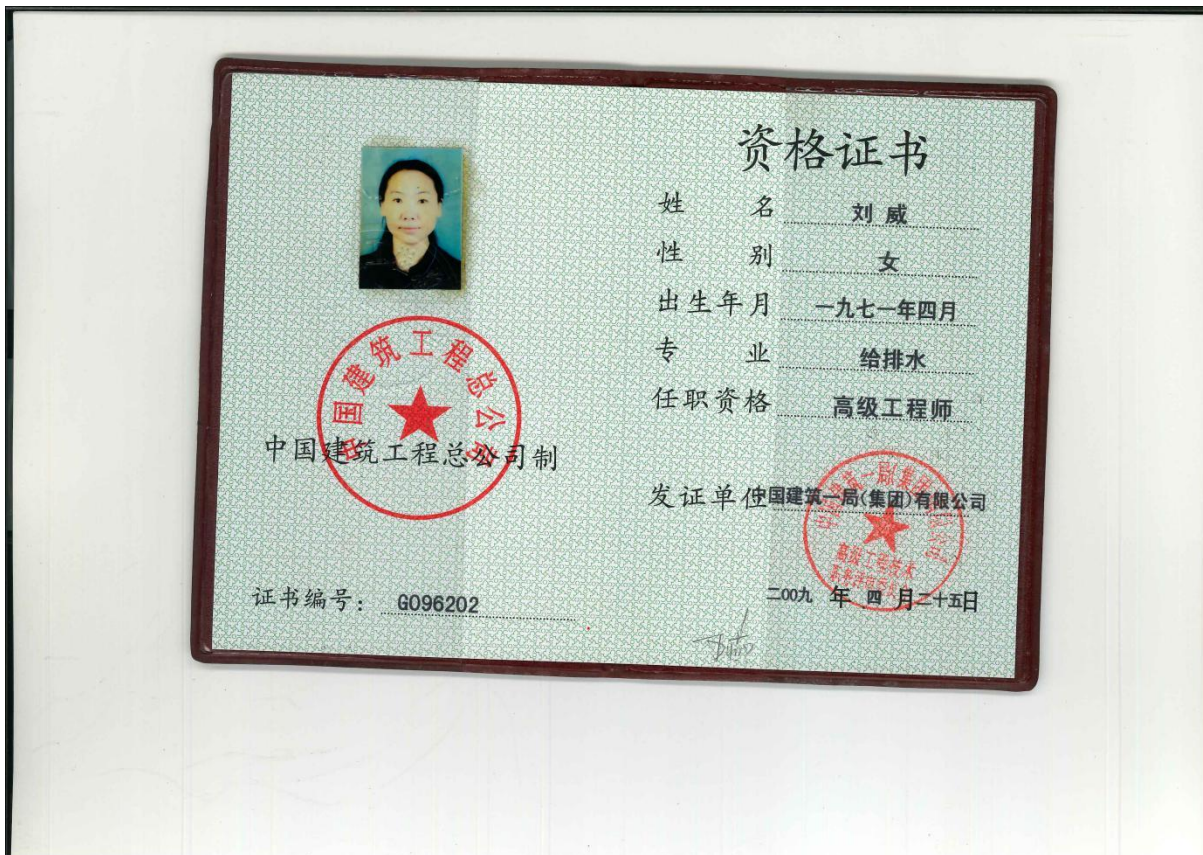 中国建筑工程总公司
中国建筑工程总公司制
证书编号： G096202
资格证书
姓名 刘威
性别 女
出生年月 一九七一年四月
专业 给排水
任职资格 高级工程师
发证单位 中国建筑一局(集团)有限公司
二00九 年 四 月二十五日